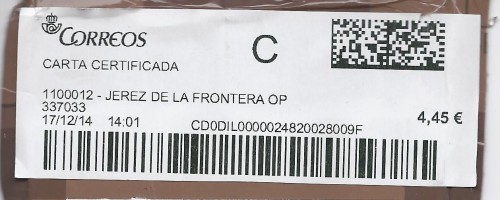 CORREOS
C
CARTA CERTIFICADA
1100012 - JEREZ DE LA FRONTERA OP
337033
4,45 €
17/12/14 14:01
CD0DIL0000024820028009F